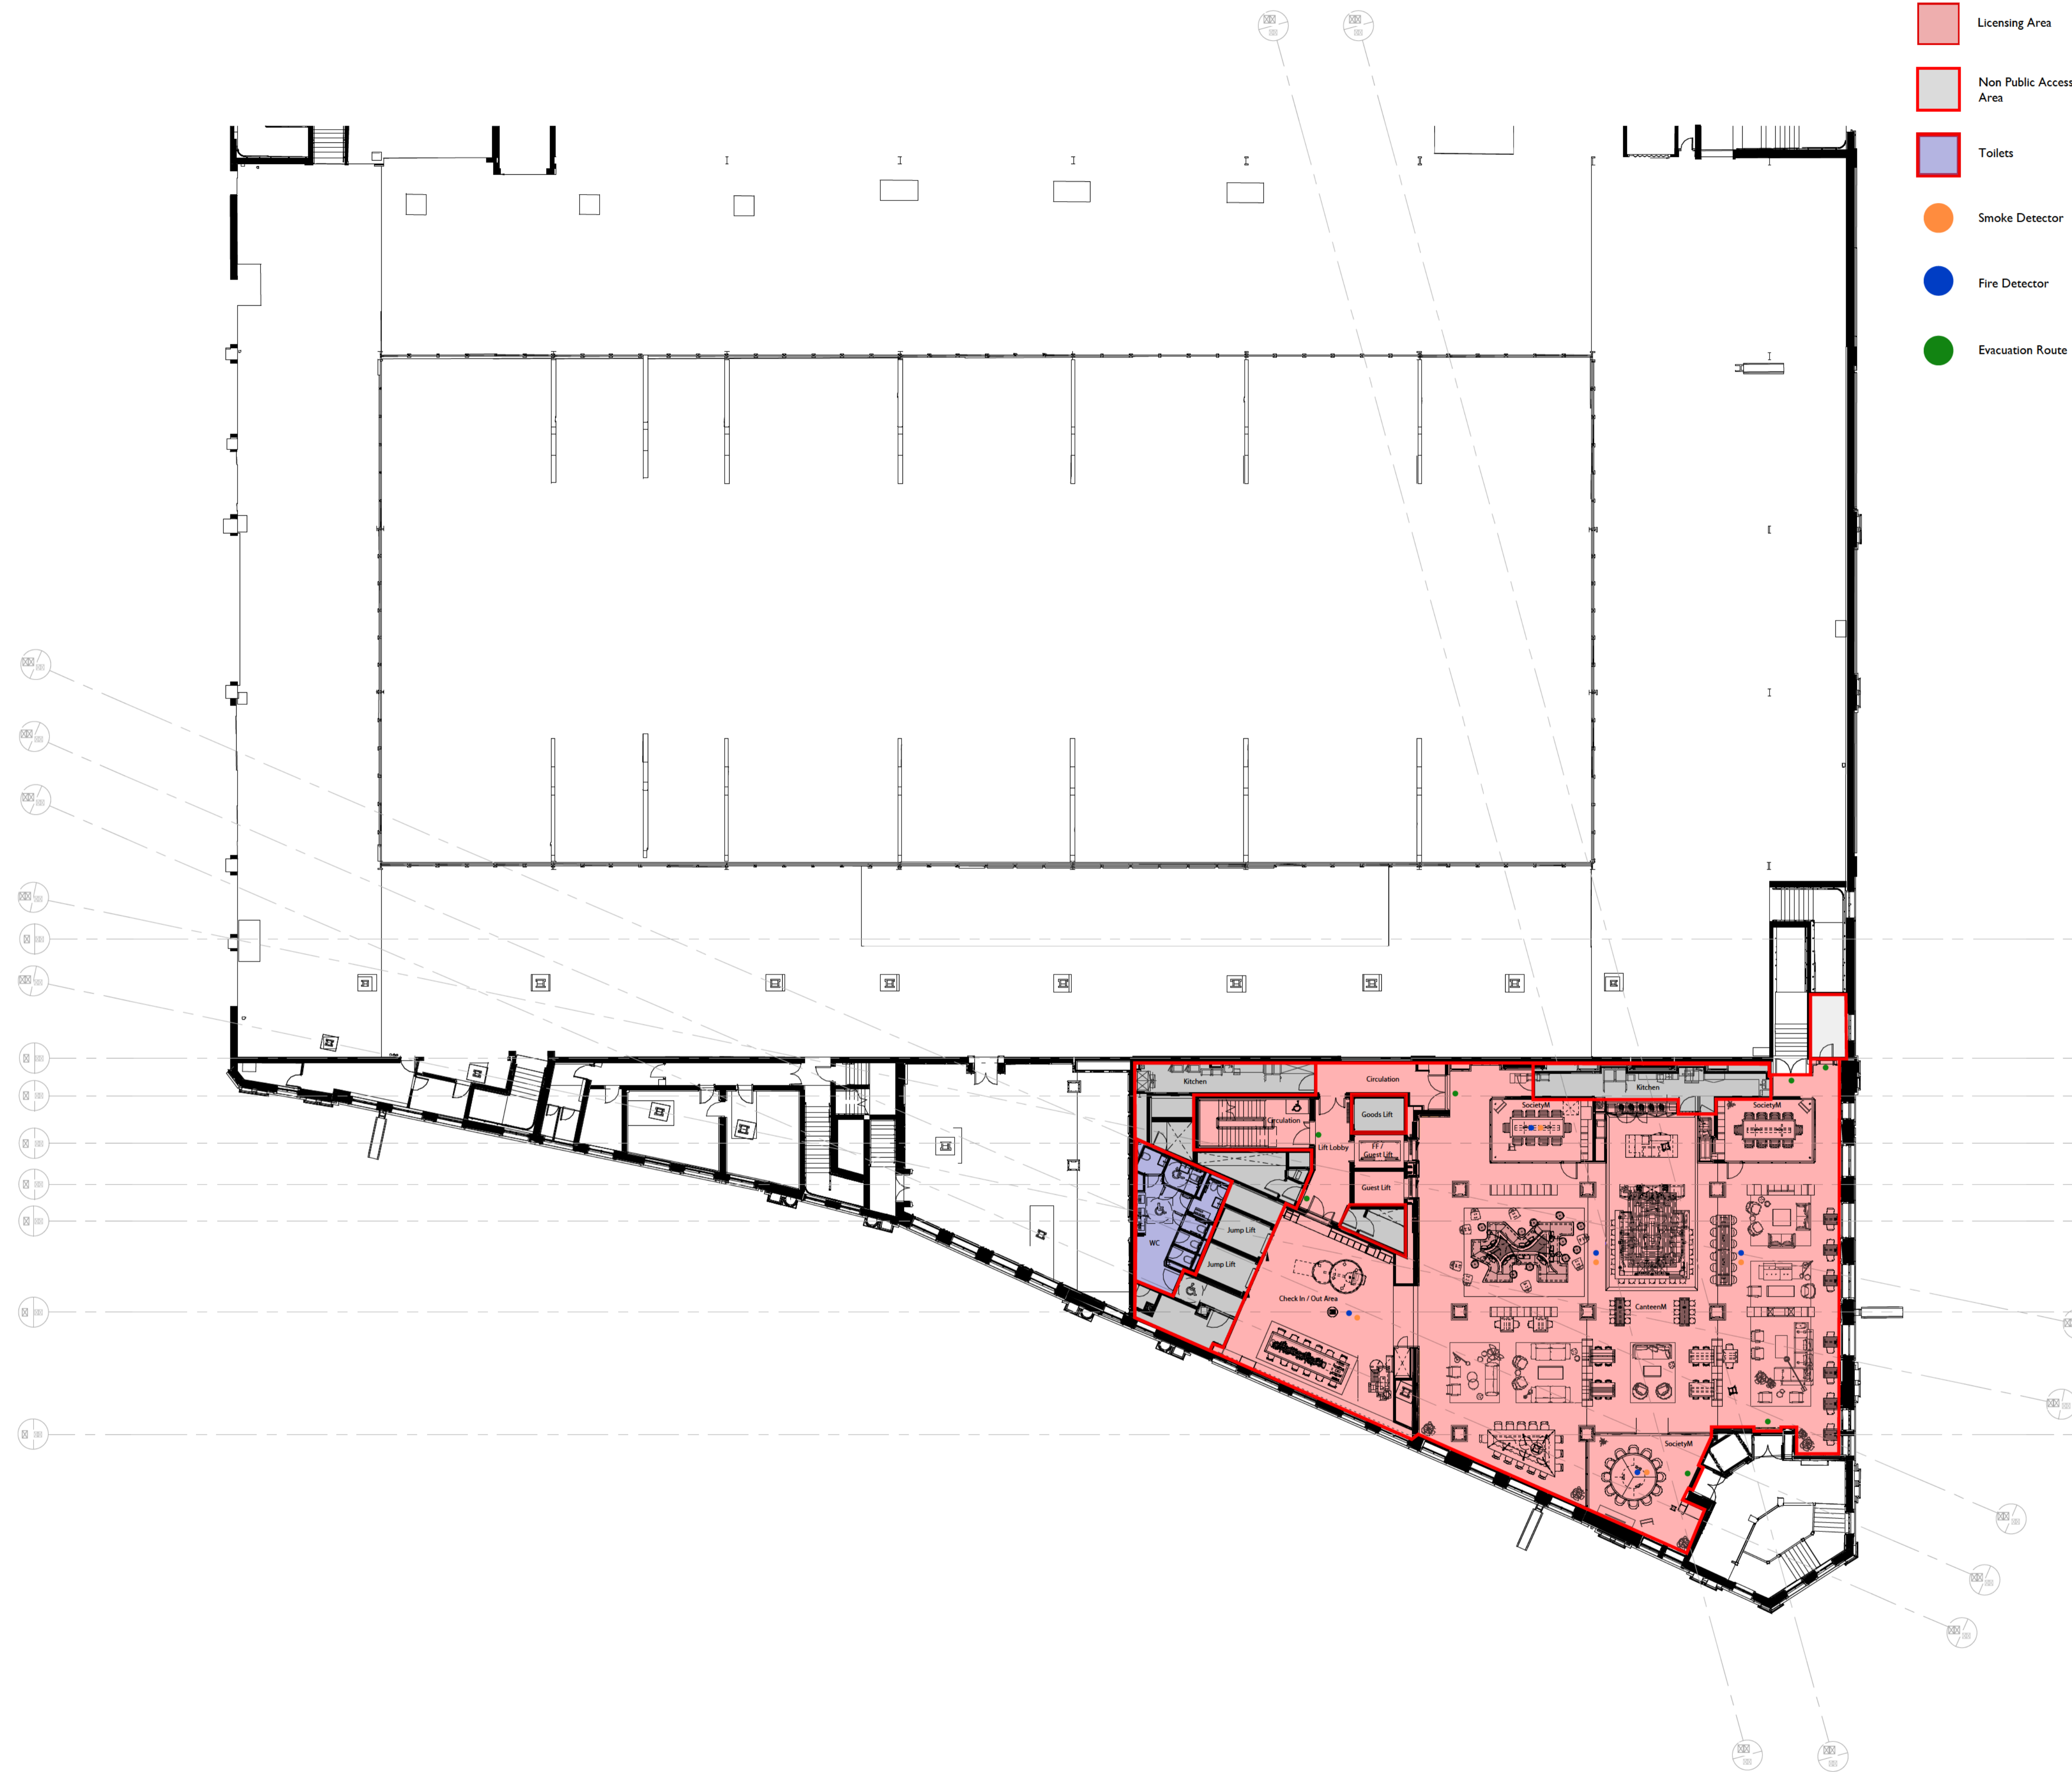 Licensing Area
Non Public Access
Area
Toilets
Smoke Detector
Fire Detector
Evacuation Route
Kitchen
Circulation
Kitchen
Goods Lift
SocietyM
SocietyM
Circulation
Lift Lobby
FF /
Guest Lift
Guest Lift
Jump Lift
WC
Jump Lift
Check In / Out Area
CanteenM
SocietyM